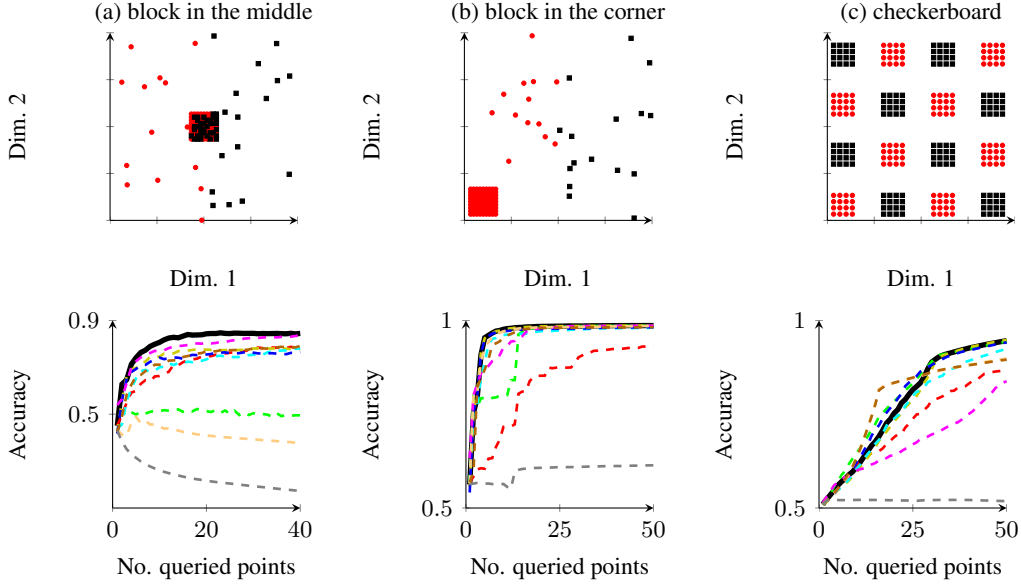 (a) block in the middle
(b) block in the corner
(c) checkerboard
Dim. 2
Dim. 2
Dim. 2
Dim. 1
Dim. 1
Dim. 1
0.9
0.5
Accuracy
0
20
40
No. queried points
1
0.5
Accuracy
0
25
50
No. queried points
1
0.5
Accuracy
0
25
50
No. queried points